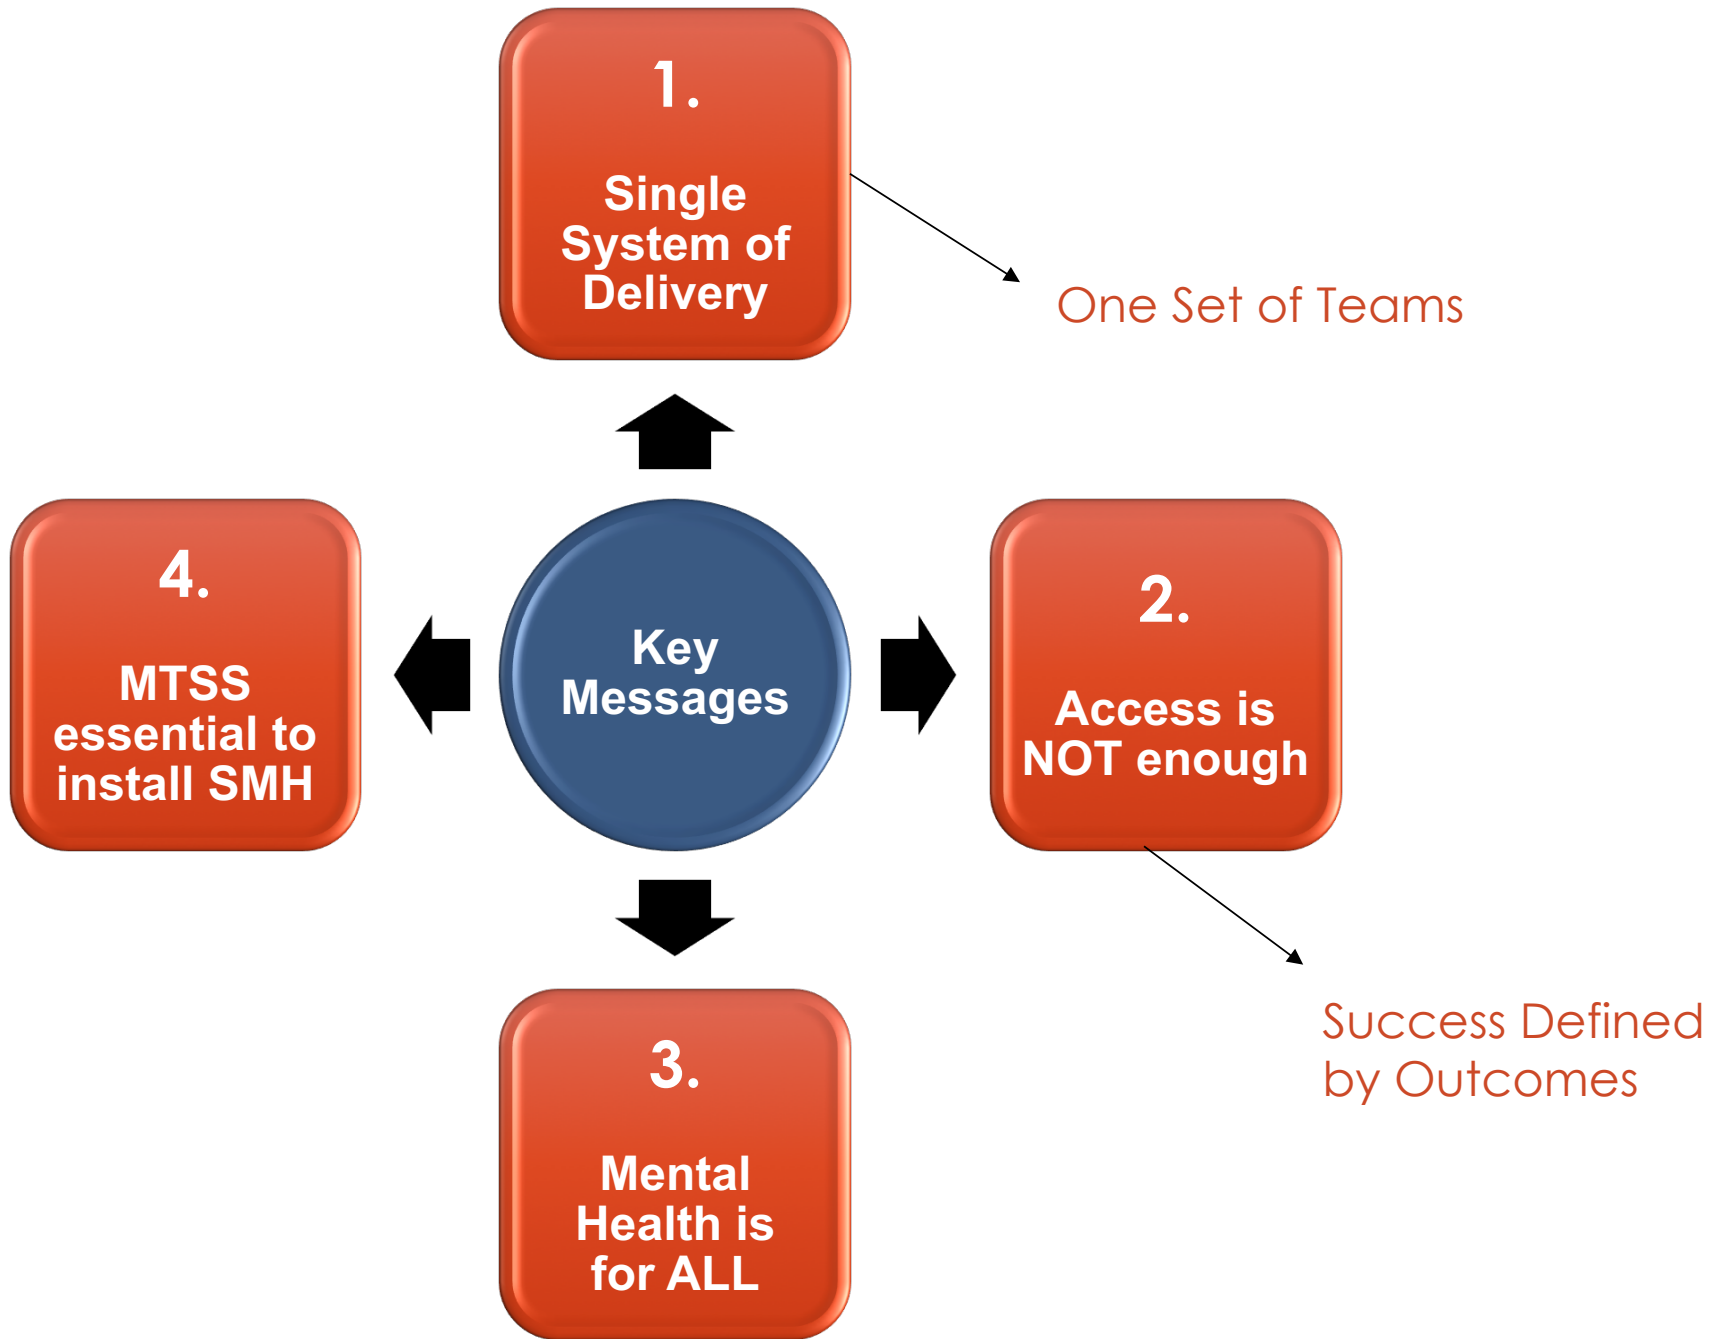 1.
Single
System of
Delivery
One Set of Teams
Key
Messages
2.
Access is
NOT enough
Success Defined
by Outcomes
3.
Mental
Health is
for ALL
4.
MTSS
essential to
install SMH